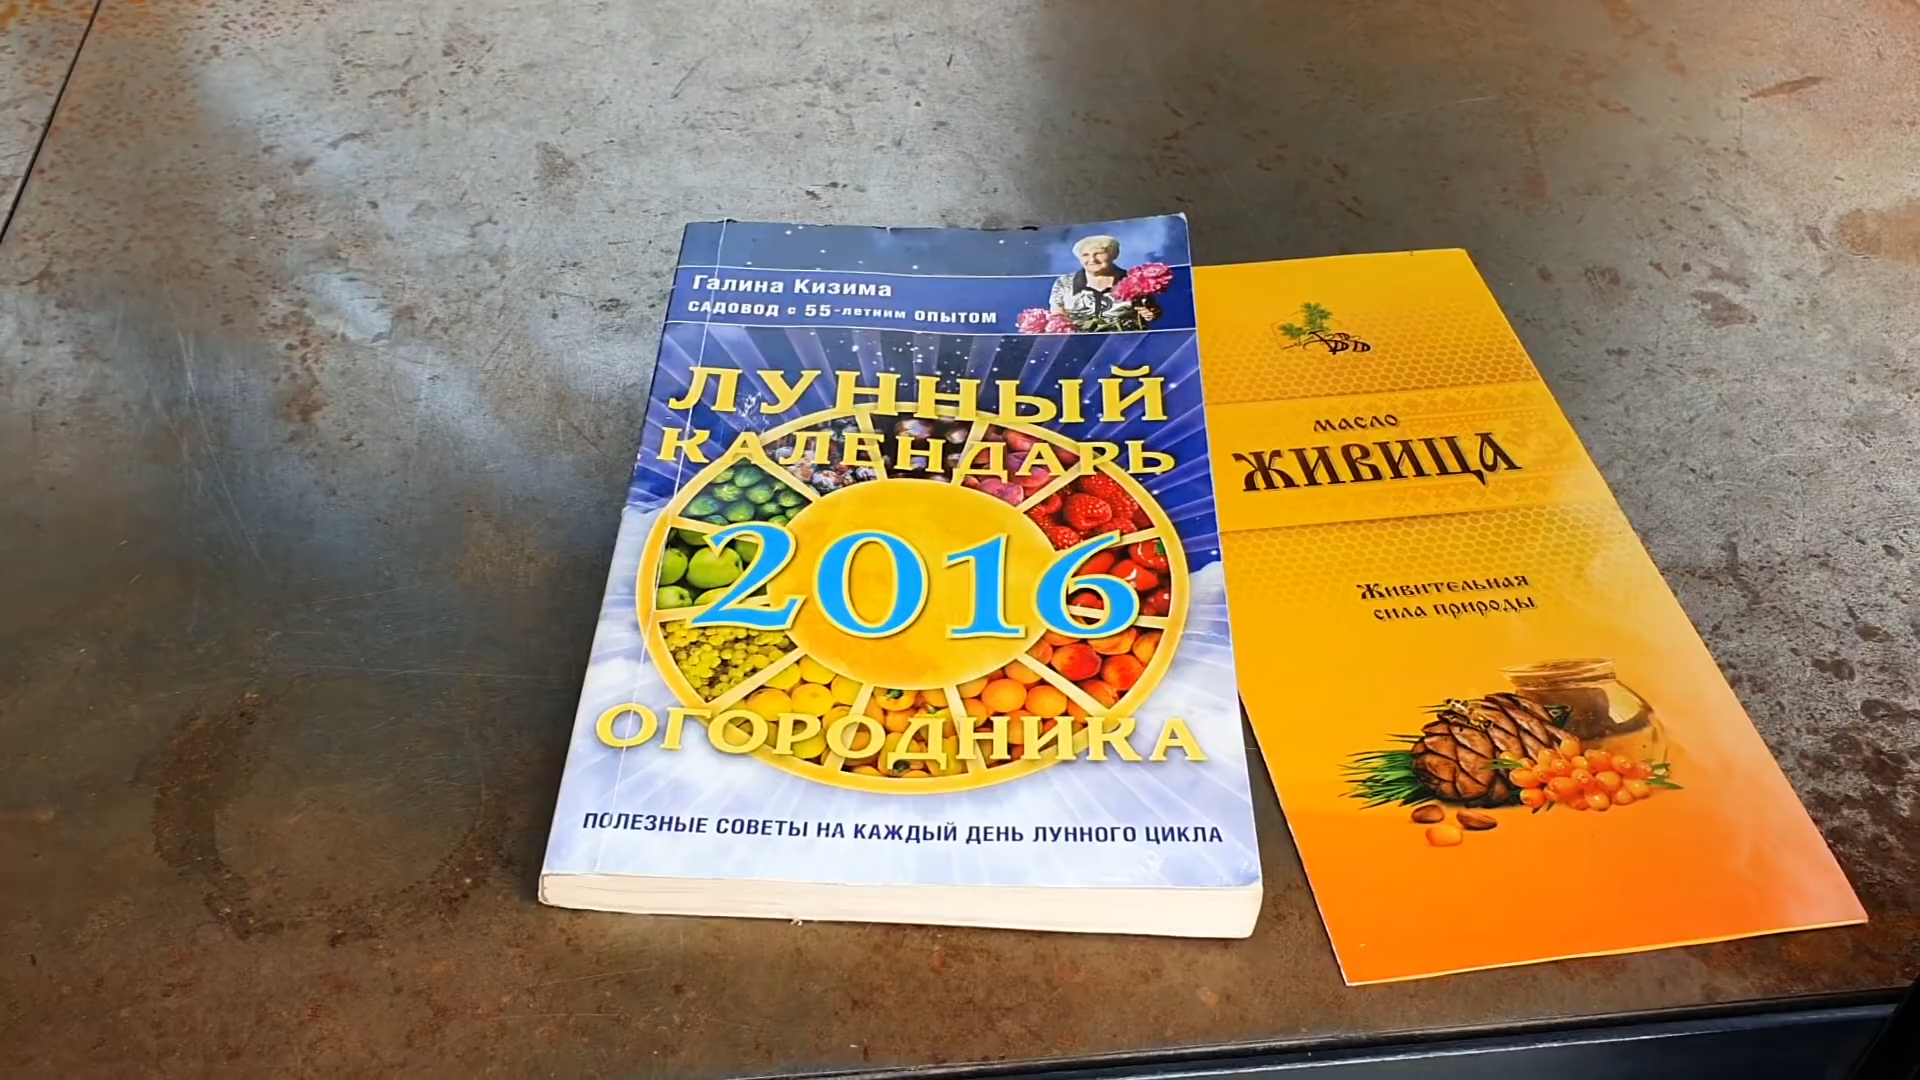 Галина Кизима
САДОВОД с 55-летним опытом
ЛУННЫЙ
КАЛЕНДАРЬ
2016
ОГОРОДНИКА
ПОЛЕЗНЫЕ СОВЕТЫ НА КАЖДЫЙ ДЕНЬ ЛУННОГО ЦИКЛА
масло
ЖИВИЦА
Живительная
сила природы